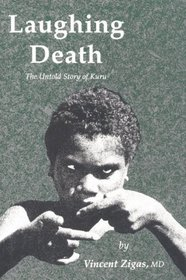 Laughing
Death
The Untold Story of Kuru
by
Vincent Zigas, MD